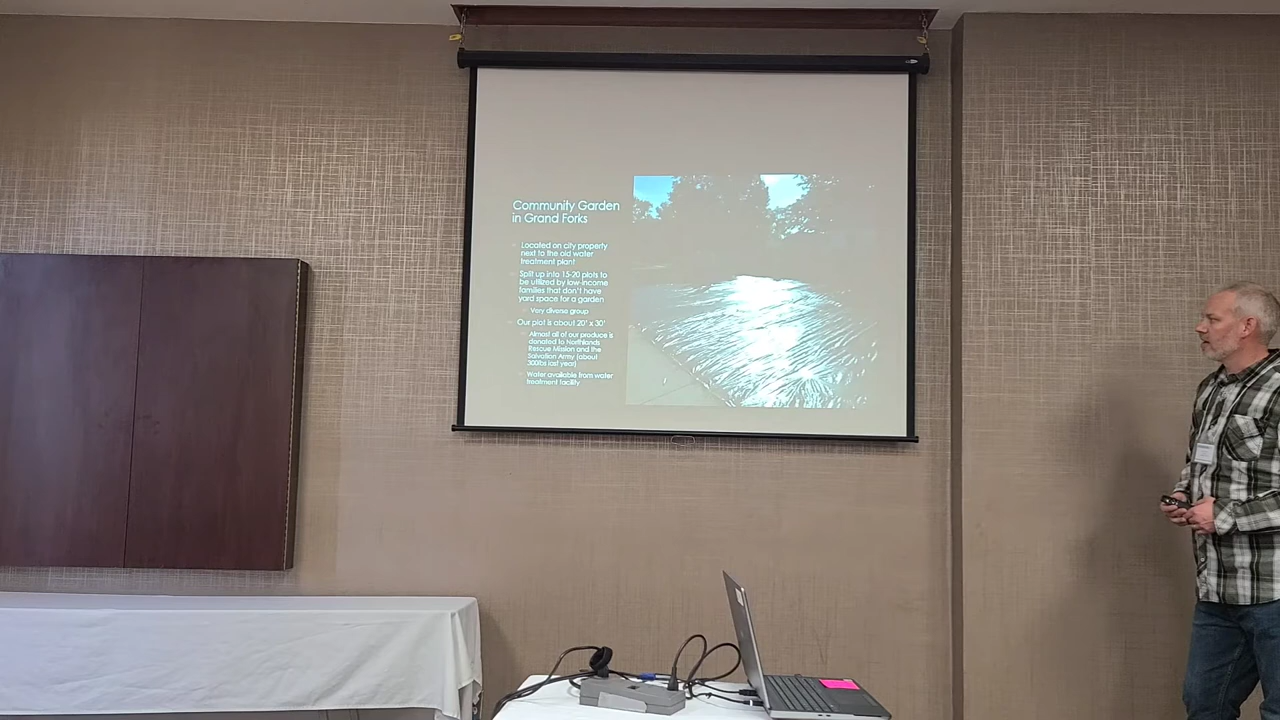 Community Garden
in Grand Forks
Located on city property
next to the old water
treatment plant
Split up into 15-20 plots to
be utilized by low-income
families that don't have
yard space for a garden
Very diverse group
Our plot is about 20' x 30'
Almost all of our produce is
donated to Northlands
Rescue Mission and the
Salvation Army (about
300lbs last year)
Water available from water
treatment facility